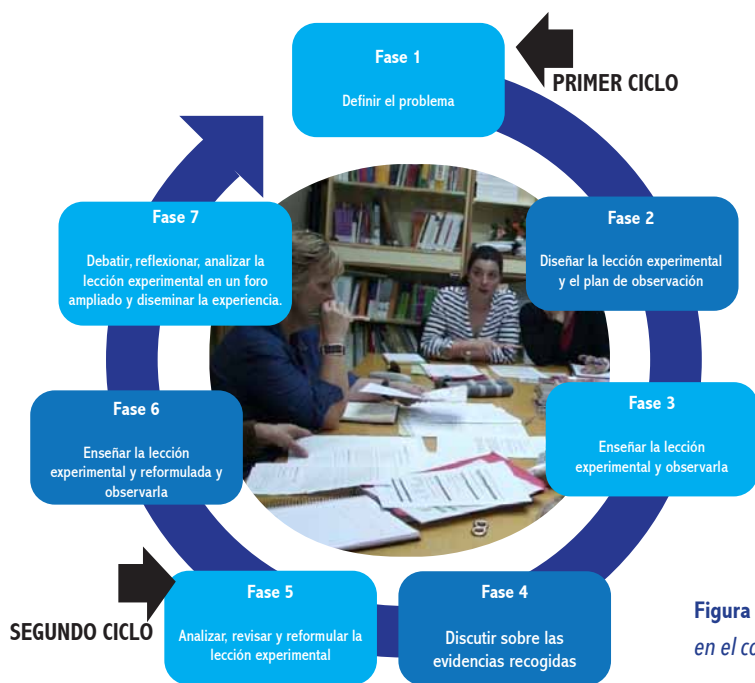 Fase 1
Definir el problema
PRIMER CICLO
Fase 2
Diseñar la lección experimental
y el plan de observación
Fase 3
Enseñar la lección
experimental y observarla
Fase 4
Discutir sobre las
evidencias recogidas
Fase 5
Analizar, revisar y reformular la
lección experimental
SEGUNDO CICLO
Fase 6
Enseñar la lección
experimental y reformulada y
observarla
Fase 7
Debatir, reflexionar, analizar la
lección experimental en un foro
ampliado y diseminar la experiencia.
Figura
en el co